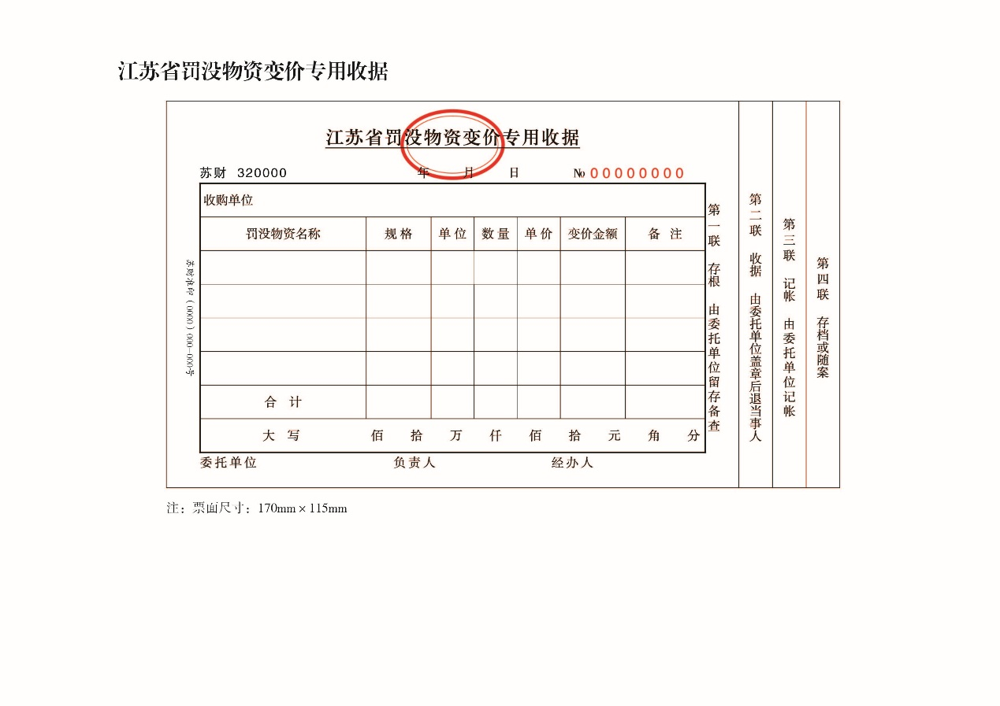 江苏省罚没物资变价专用收据
江苏省罚没物资变价专用收据
苏财 320000 年 月 日 № 00000000
收购单位
罚没物资名称 规格 单位 数量 单价 变价金额 备 注
合 计
大 写 佰 拾 万 仟 佰 拾 元 角 分
委托单位 负责人 经办人
苏财准印（0000）000—000号
第一联 存根 由委托单位留存备查
第二联 收据 由委托单位盖章后退当事人
第三联 记帐 由委托单位记帐
第四联 存档或随案
注：票面尺寸：170mm × 115mm